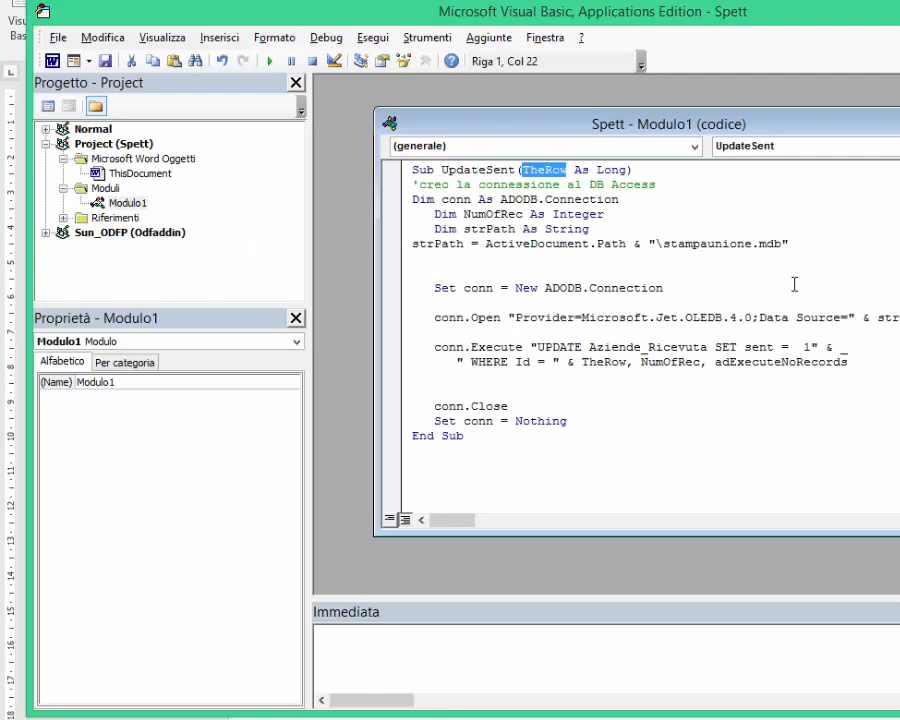 Visu
Bas
Microsoft Visual Basic, Applications Edition - Spett
File Modifica Visualizza Inserisci Formato Debug Esegui Strumenti Aggiunte Finestra ?
Riga 1, Col 22
Progetto - Project
Normal
Project (Spett)
Microsoft Word Oggetti
ThisDocument
Moduli
Modulo1
Riferimenti
Sun_ODFP (Odfaddin)
Proprietà - Modulo1
Modulo1 Modulo
Alfabetico Per categoria
(Name) Modulo1
Spett - Modulo1 (codice)
(generale) UpdateSent
Sub UpdateSent(TheRow As Long)
'creo la connessione al DB Access
Dim conn As ADODB.Connection
Dim NumOfRec As Integer
Dim strPath As String
strPath = ActiveDocument.Path & "\stampaunione.mdb"
Set conn = New ADODB.Connection
conn.Open "Provider=Microsoft.Jet.OLEDB.4.0;Data Source=" & str
conn.Execute "UPDATE Aziende_Ricevuta SET sent =  1" & _
" WHERE Id = " & TheRow, NumOfRec, adExecuteNoRecords
conn.Close
Set conn = Nothing
End Sub
Immediata